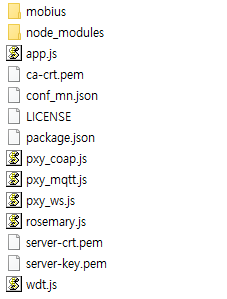 mobius
node_modules
app.js
ca-crt.pem
conf_mn.json
LICENSE
package.json
pxy_coap.js
pxy_mqtt.js
pxy_ws.js
rosemary.js
server-crt.pem
server-key.pem
wdt.js